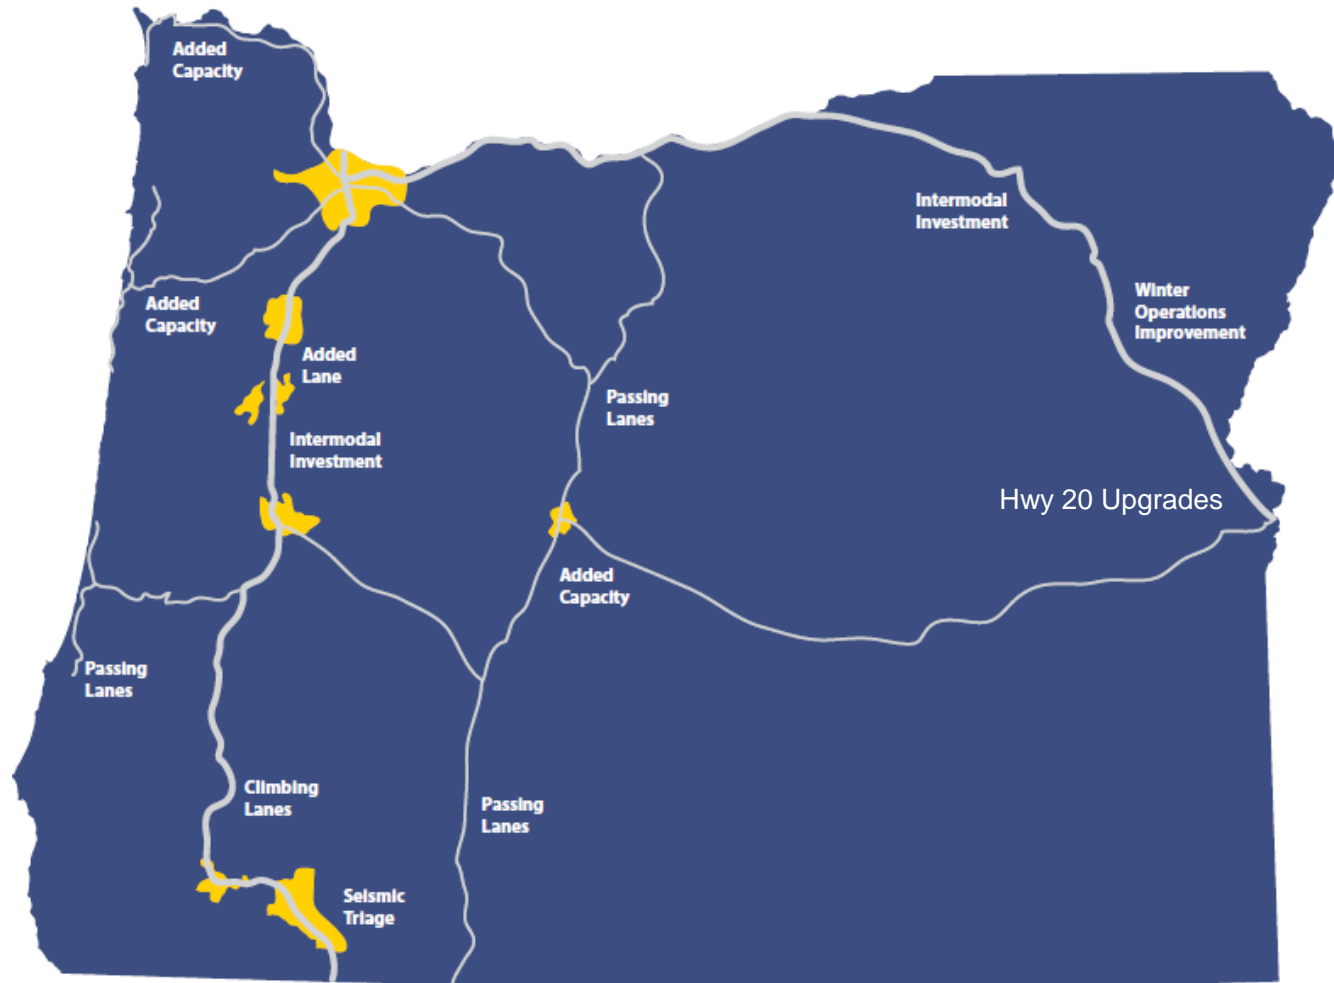 Added
Capacity
Intermodal
Investment
Winter
Operations
Improvement
Added
Capacity
Added
Lane
Passing
Lanes
Intermodal
Investment
Hwy 20 Upgrades
Added
Capacity
Passing
Lanes
Climbing
Lanes
Passing
Lanes
Seismic
Triage